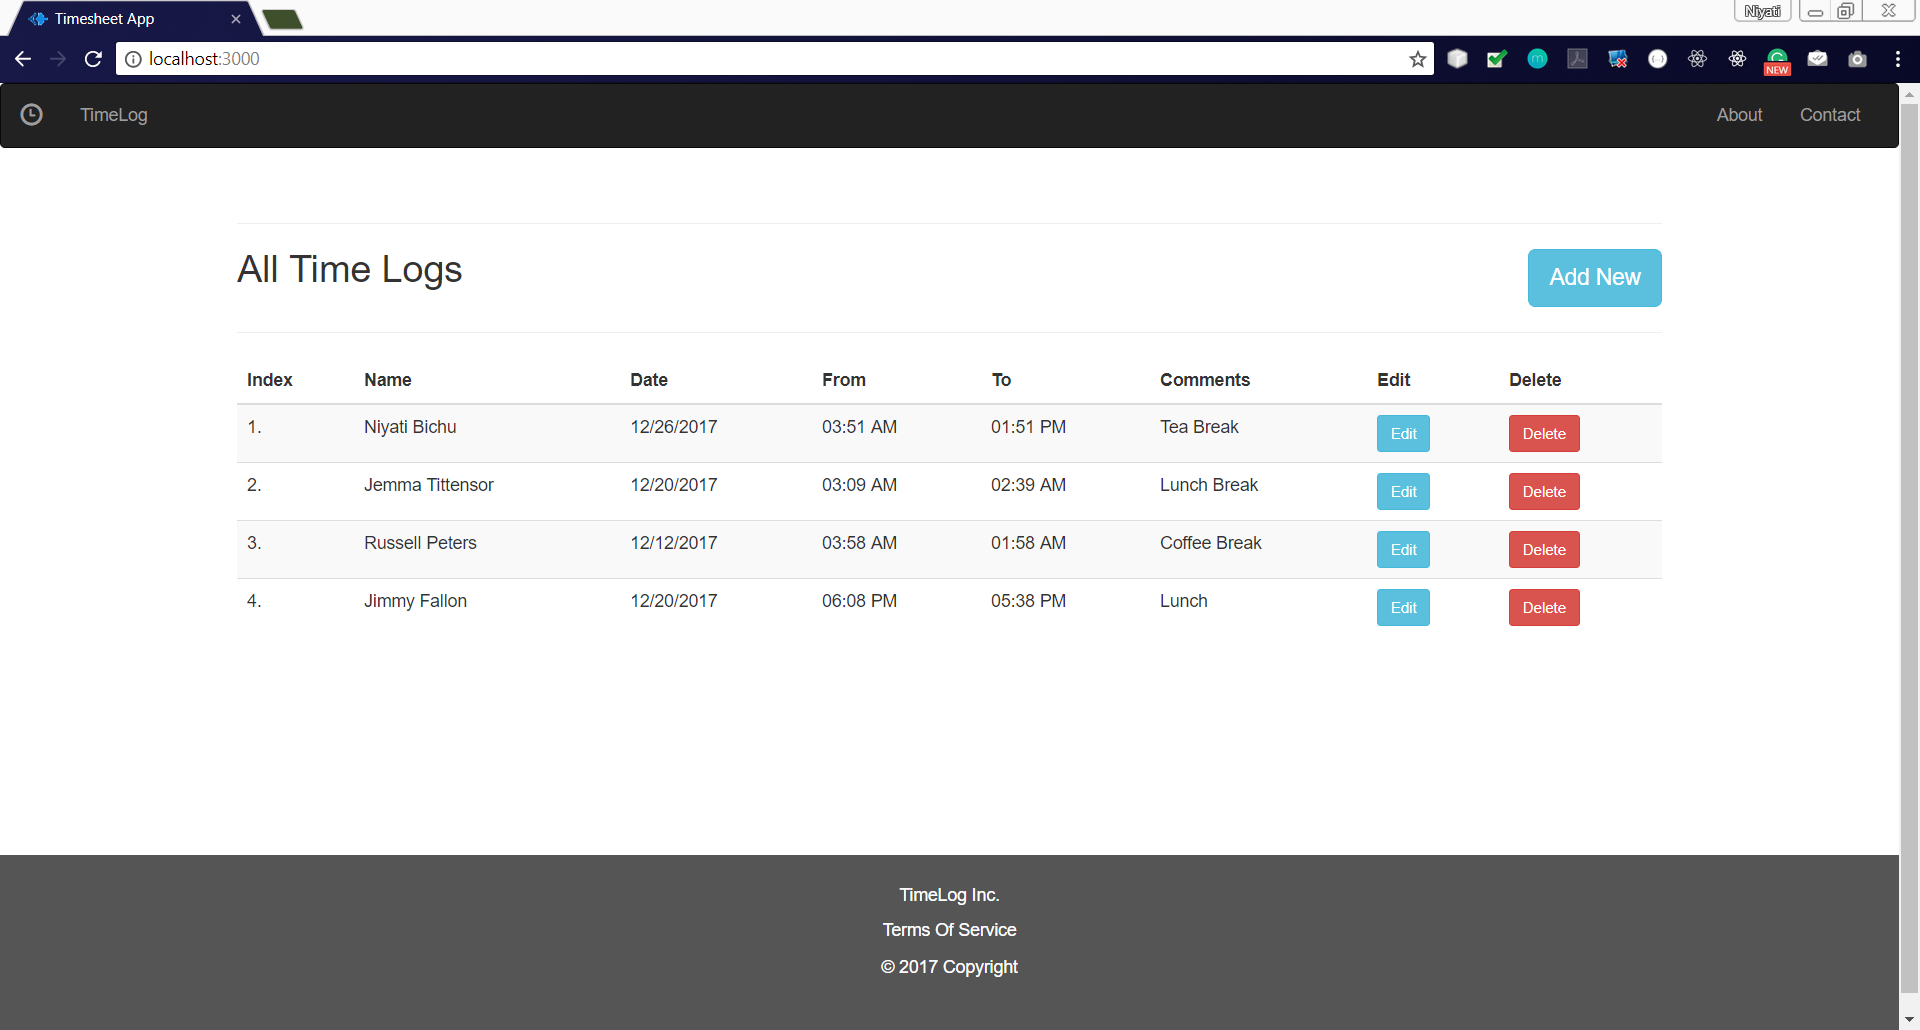 Timesheet App
Niyati
localhost:3000
NEW
TimeLog About Contact
All Time Logs Add New
Index Name Date From To Comments Edit Delete
1. Niyati Bichu 12/26/2017 03:51 AM 01:51 PM Tea Break Edit Delete
2. Jemma Tittensor 12/20/2017 03:09 AM 02:39 AM Lunch Break Edit Delete
3. Russell Peters 12/12/2017 03:58 AM 01:58 AM Coffee Break Edit Delete
4. Jimmy Fallon 12/20/2017 06:08 PM 05:38 PM Lunch Edit Delete
TimeLog Inc.
Terms Of Service
© 2017 Copyright